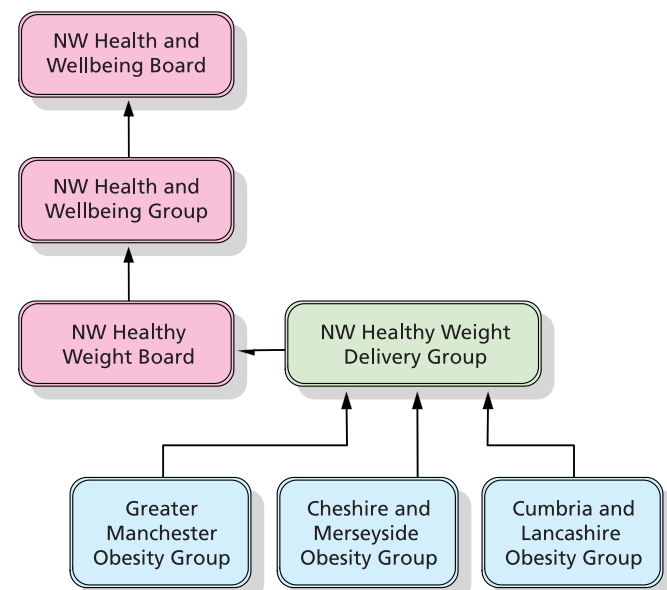 NW Health and
Wellbeing Board
NW Health and
Wellbeing Group
NW Healthy
Weight Board
NW Healthy Weight
Delivery Group
Greater
Manchester
Obesity Group
Cheshire and
Merseyside
Obesity Group
Cumbria and
Lancashire
Obesity Group